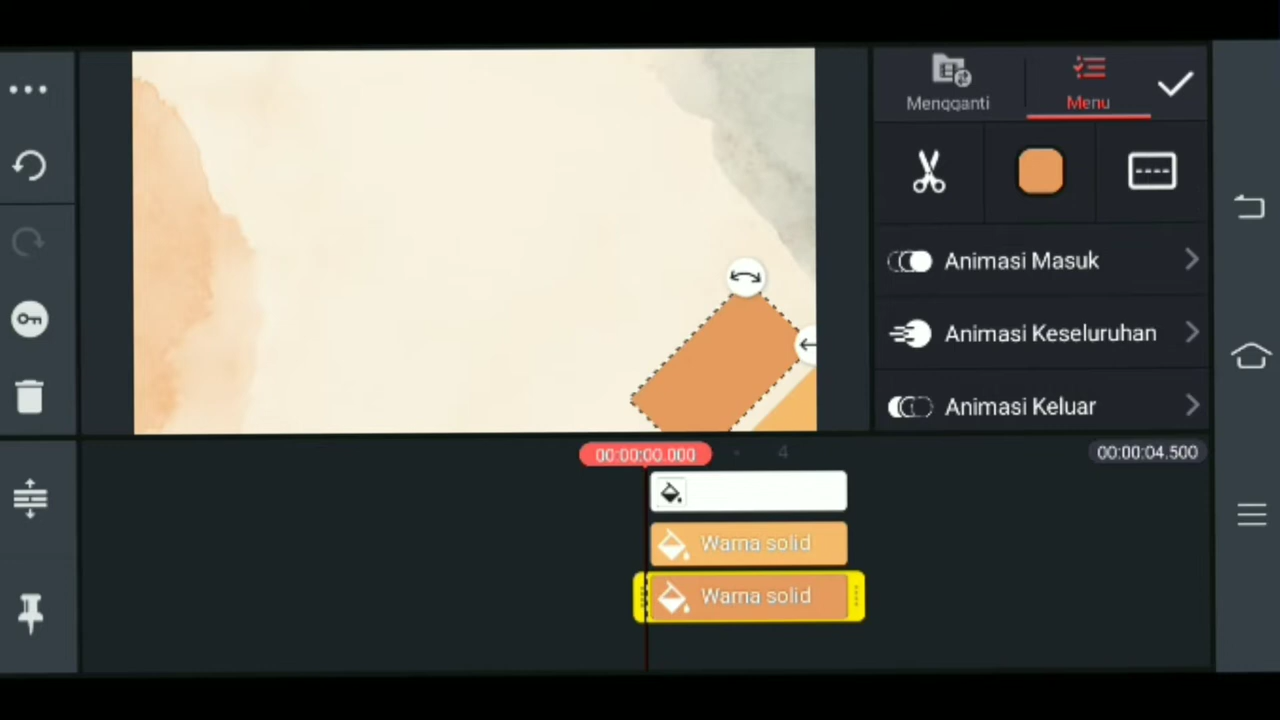 Mengganti
Menu
Animasi Masuk
Animasi Keseluruhan
Animasi Keluar
00:00:00.000
4
00:00:04.500
Warna solid
Warna solid